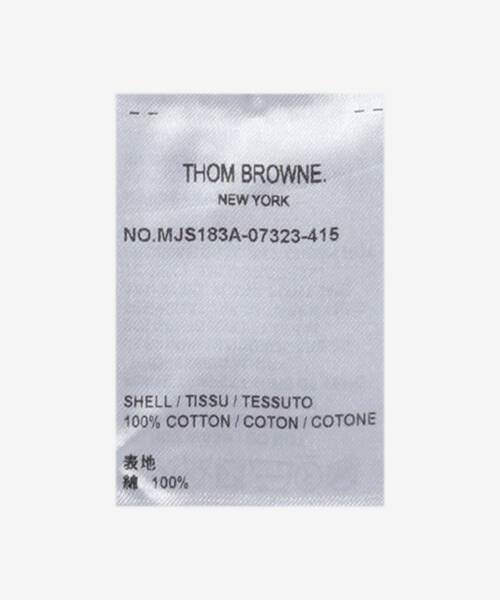 THOM BROWNE.
NEW YORK
NO.MJS183A-07323-415
SHELL / TISSU / TESSUTO
100% COTTON / COTON / COTONE
表地
綿 100%